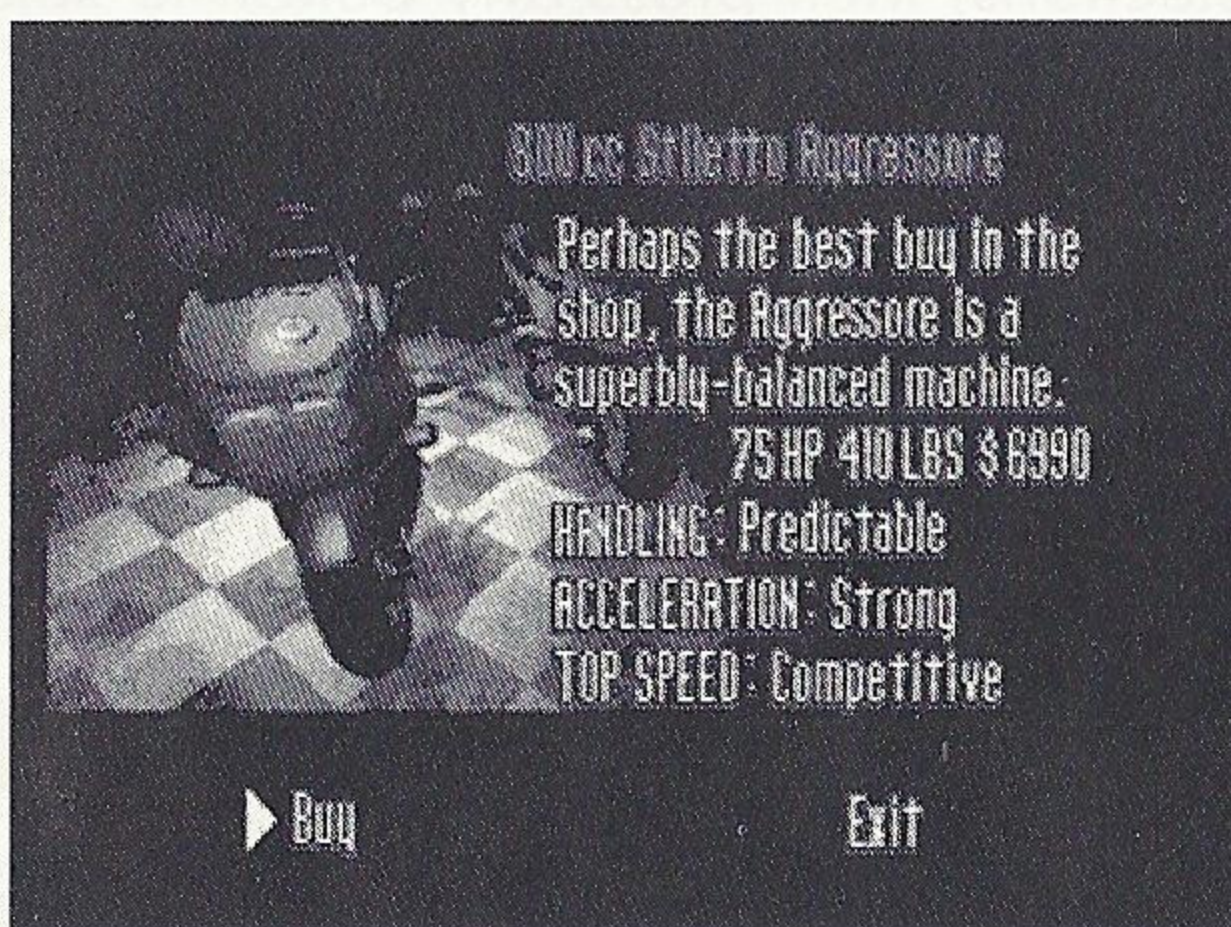 800 cc Stiletto Aggressore
Perhaps the best buy in the
shop, the Aggressore is a
superbly-balanced machine.
75 HP 410 LBS $6990
HANDLING: Predictable
ACCELERATION: Strong
TOP SPEED: Competitive
Buy
Exit